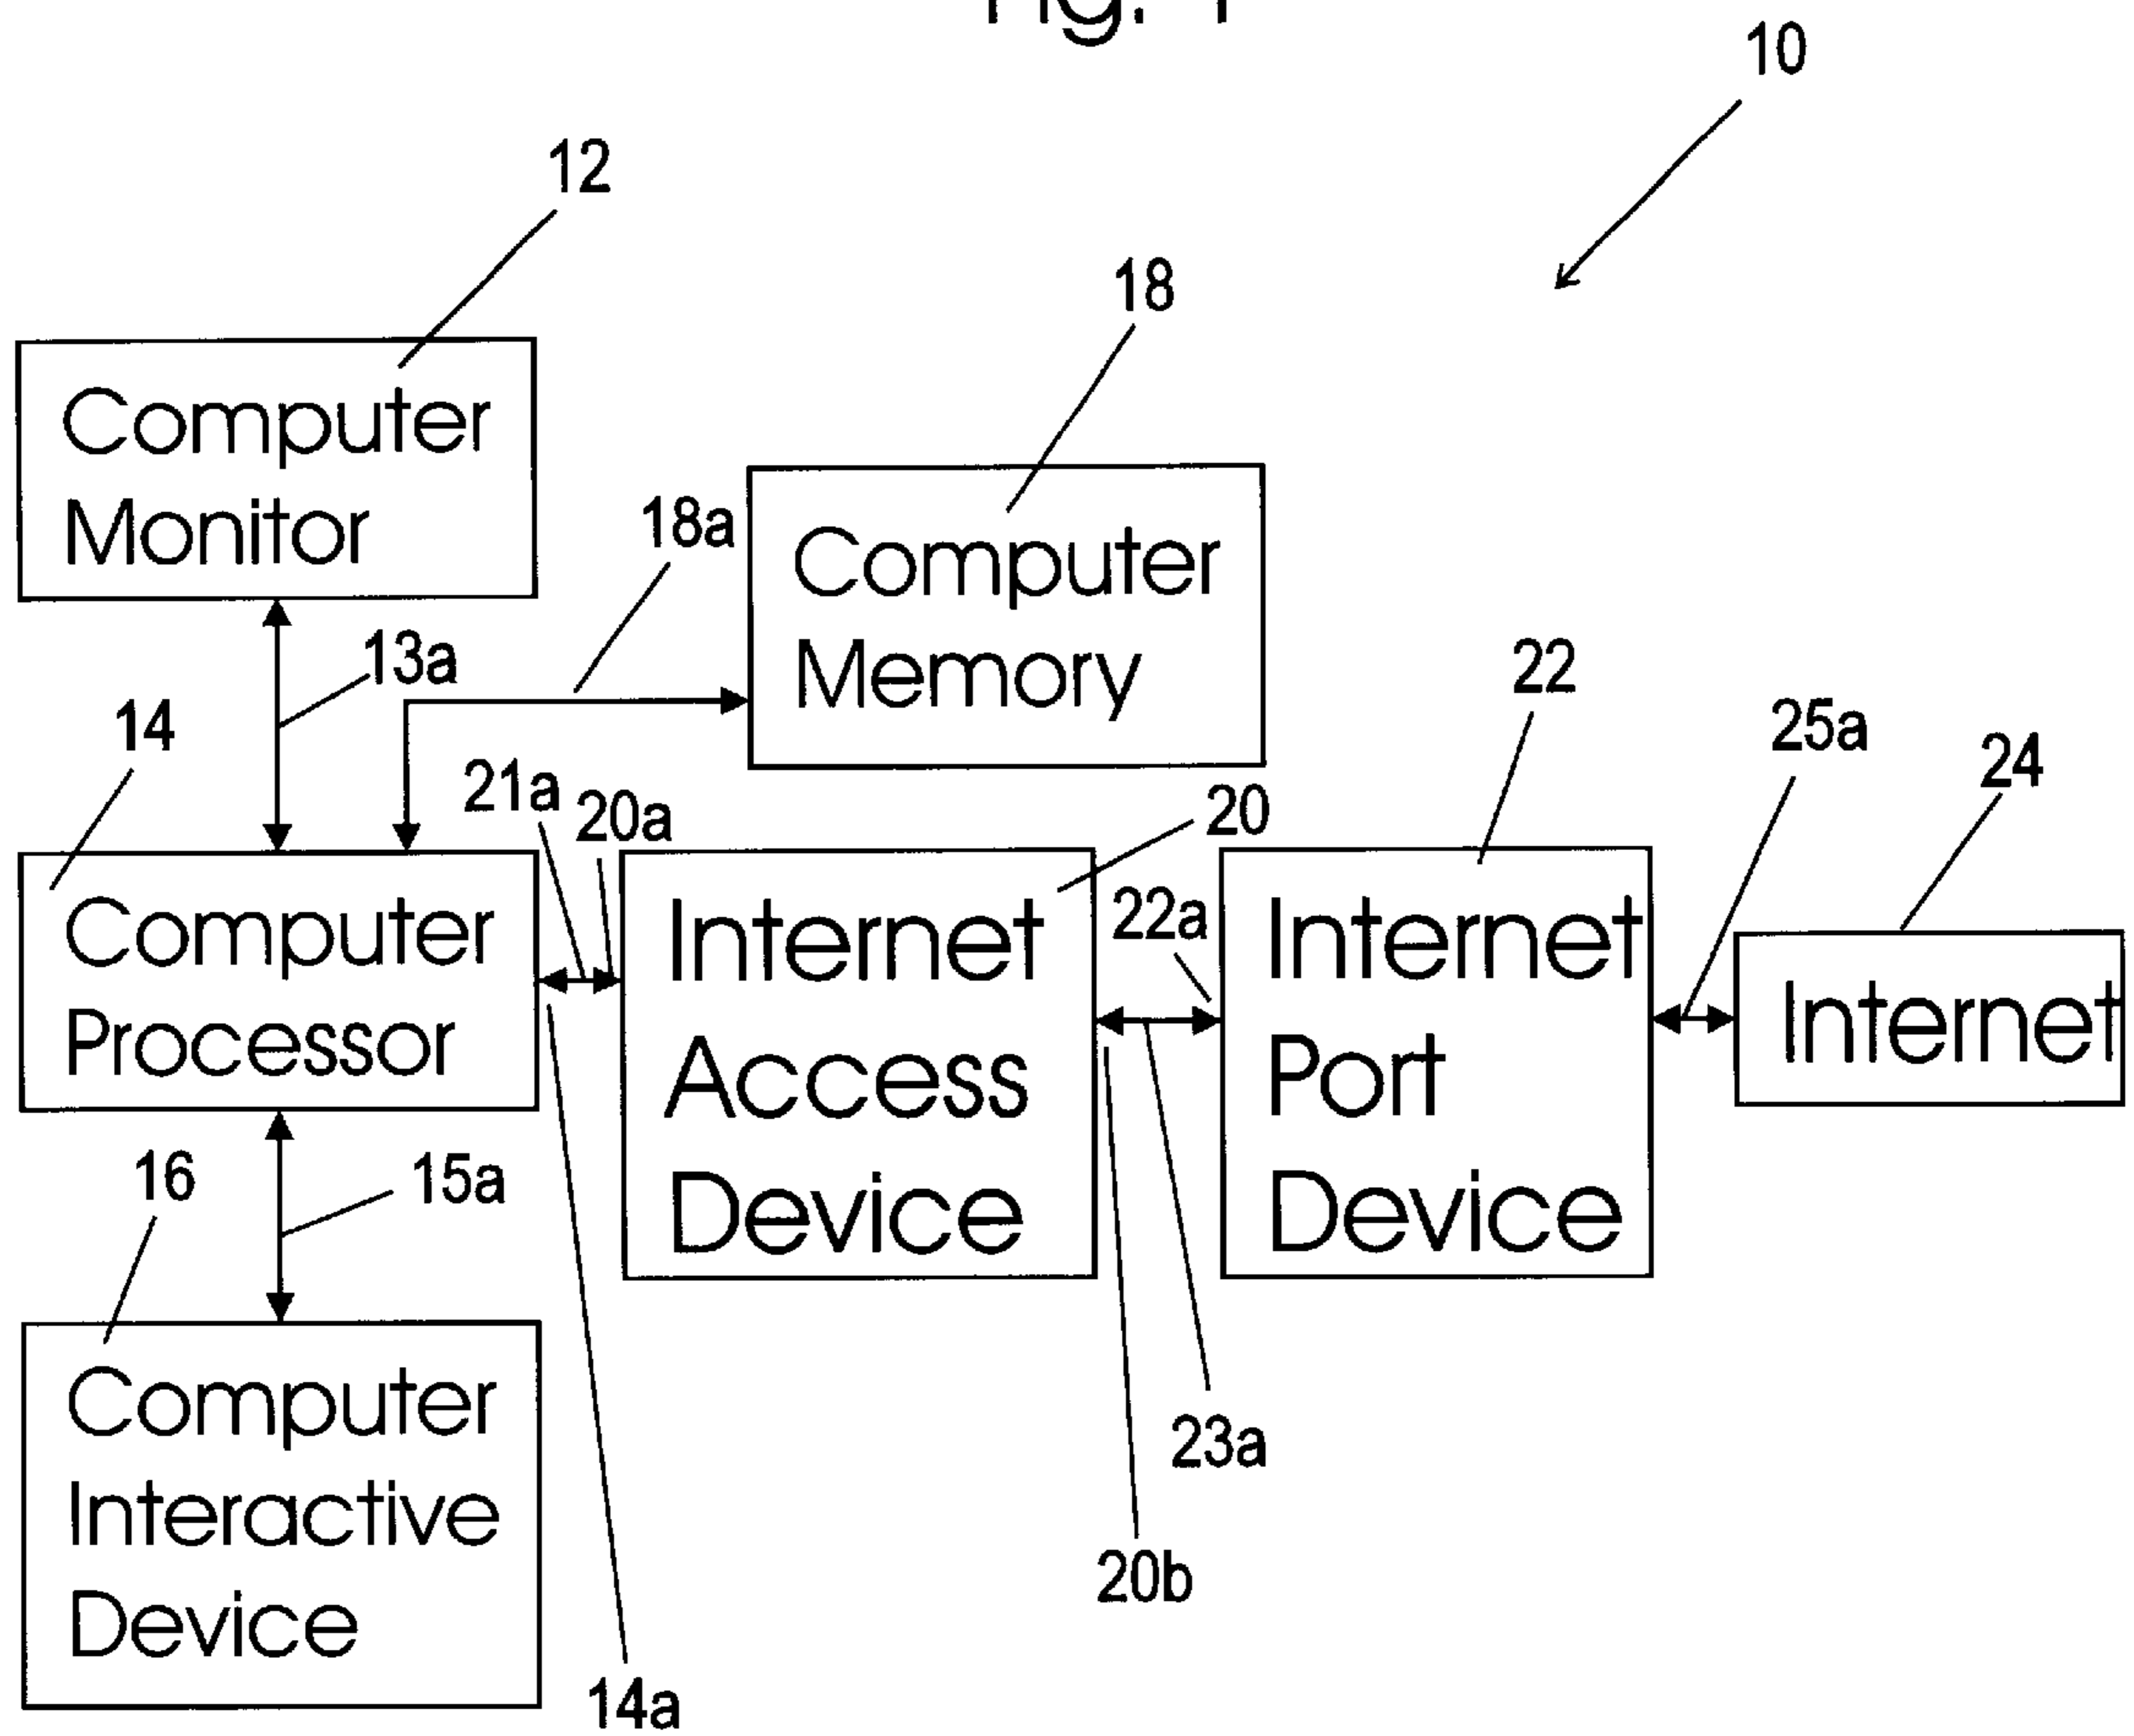 Fig. 1
10
12
18
Computer
Monitor
18a
Computer
Memory
13a
22
14
25a
24
21a
20a
20
Computer
Processor
Internet
Access
Device
22a
Internet
Port
Device
Internet
16
15a
23a
Computer
Interactive
Device
20b
14a